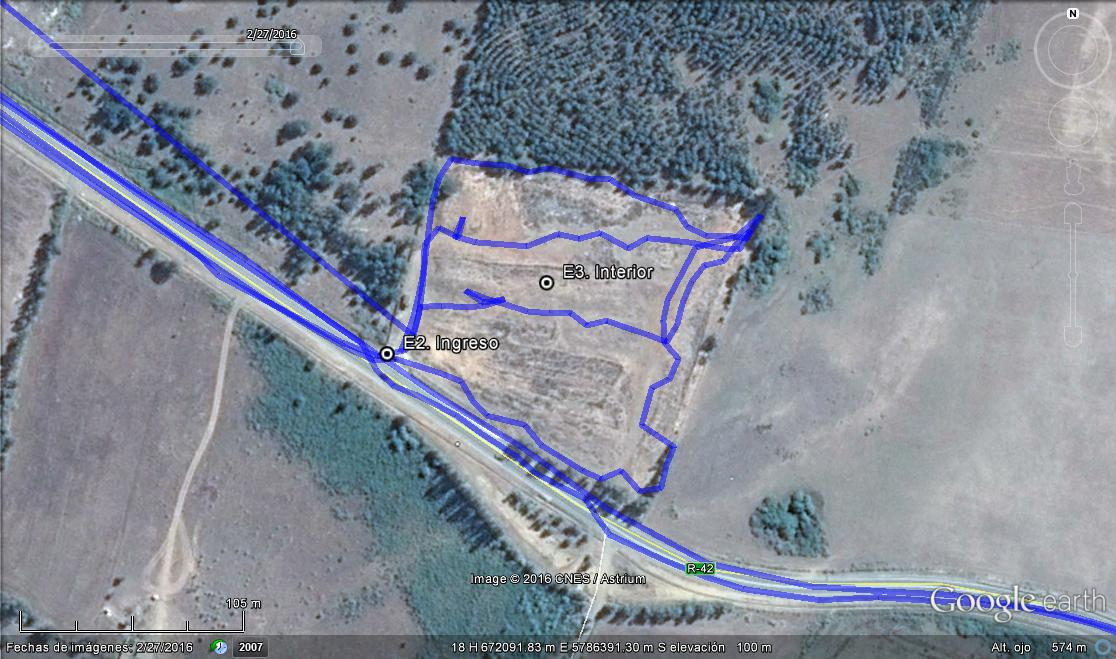 N
2/27/2016
E3. Interior
E2. Ingreso
R-42
Image © 2016 CNES / Astrium
Google earth
105 m
Fechas de imágenes: 2/27/2016 2007 18 H 672091.83 m E 5786391.30 m S elevación 100 m Alt. ojo 574 m